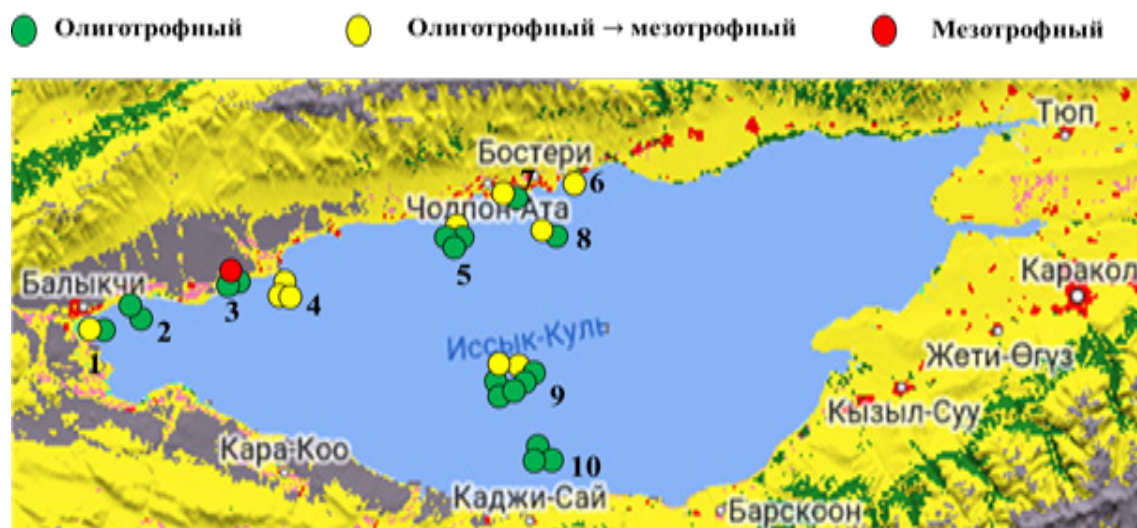 Олиготрофный
Олиготрофный → мезотрофный
Мезотрофный
Тюп
Бостери
7
6
Чолпон-Ата
8
5
Каракол
Балыкчи
3
4
2
Иссык-Куль
1
Жети-Өгүз
9
Кызыл-Суу
Кара-Коо
10
Каджи-Сай
Барскоон